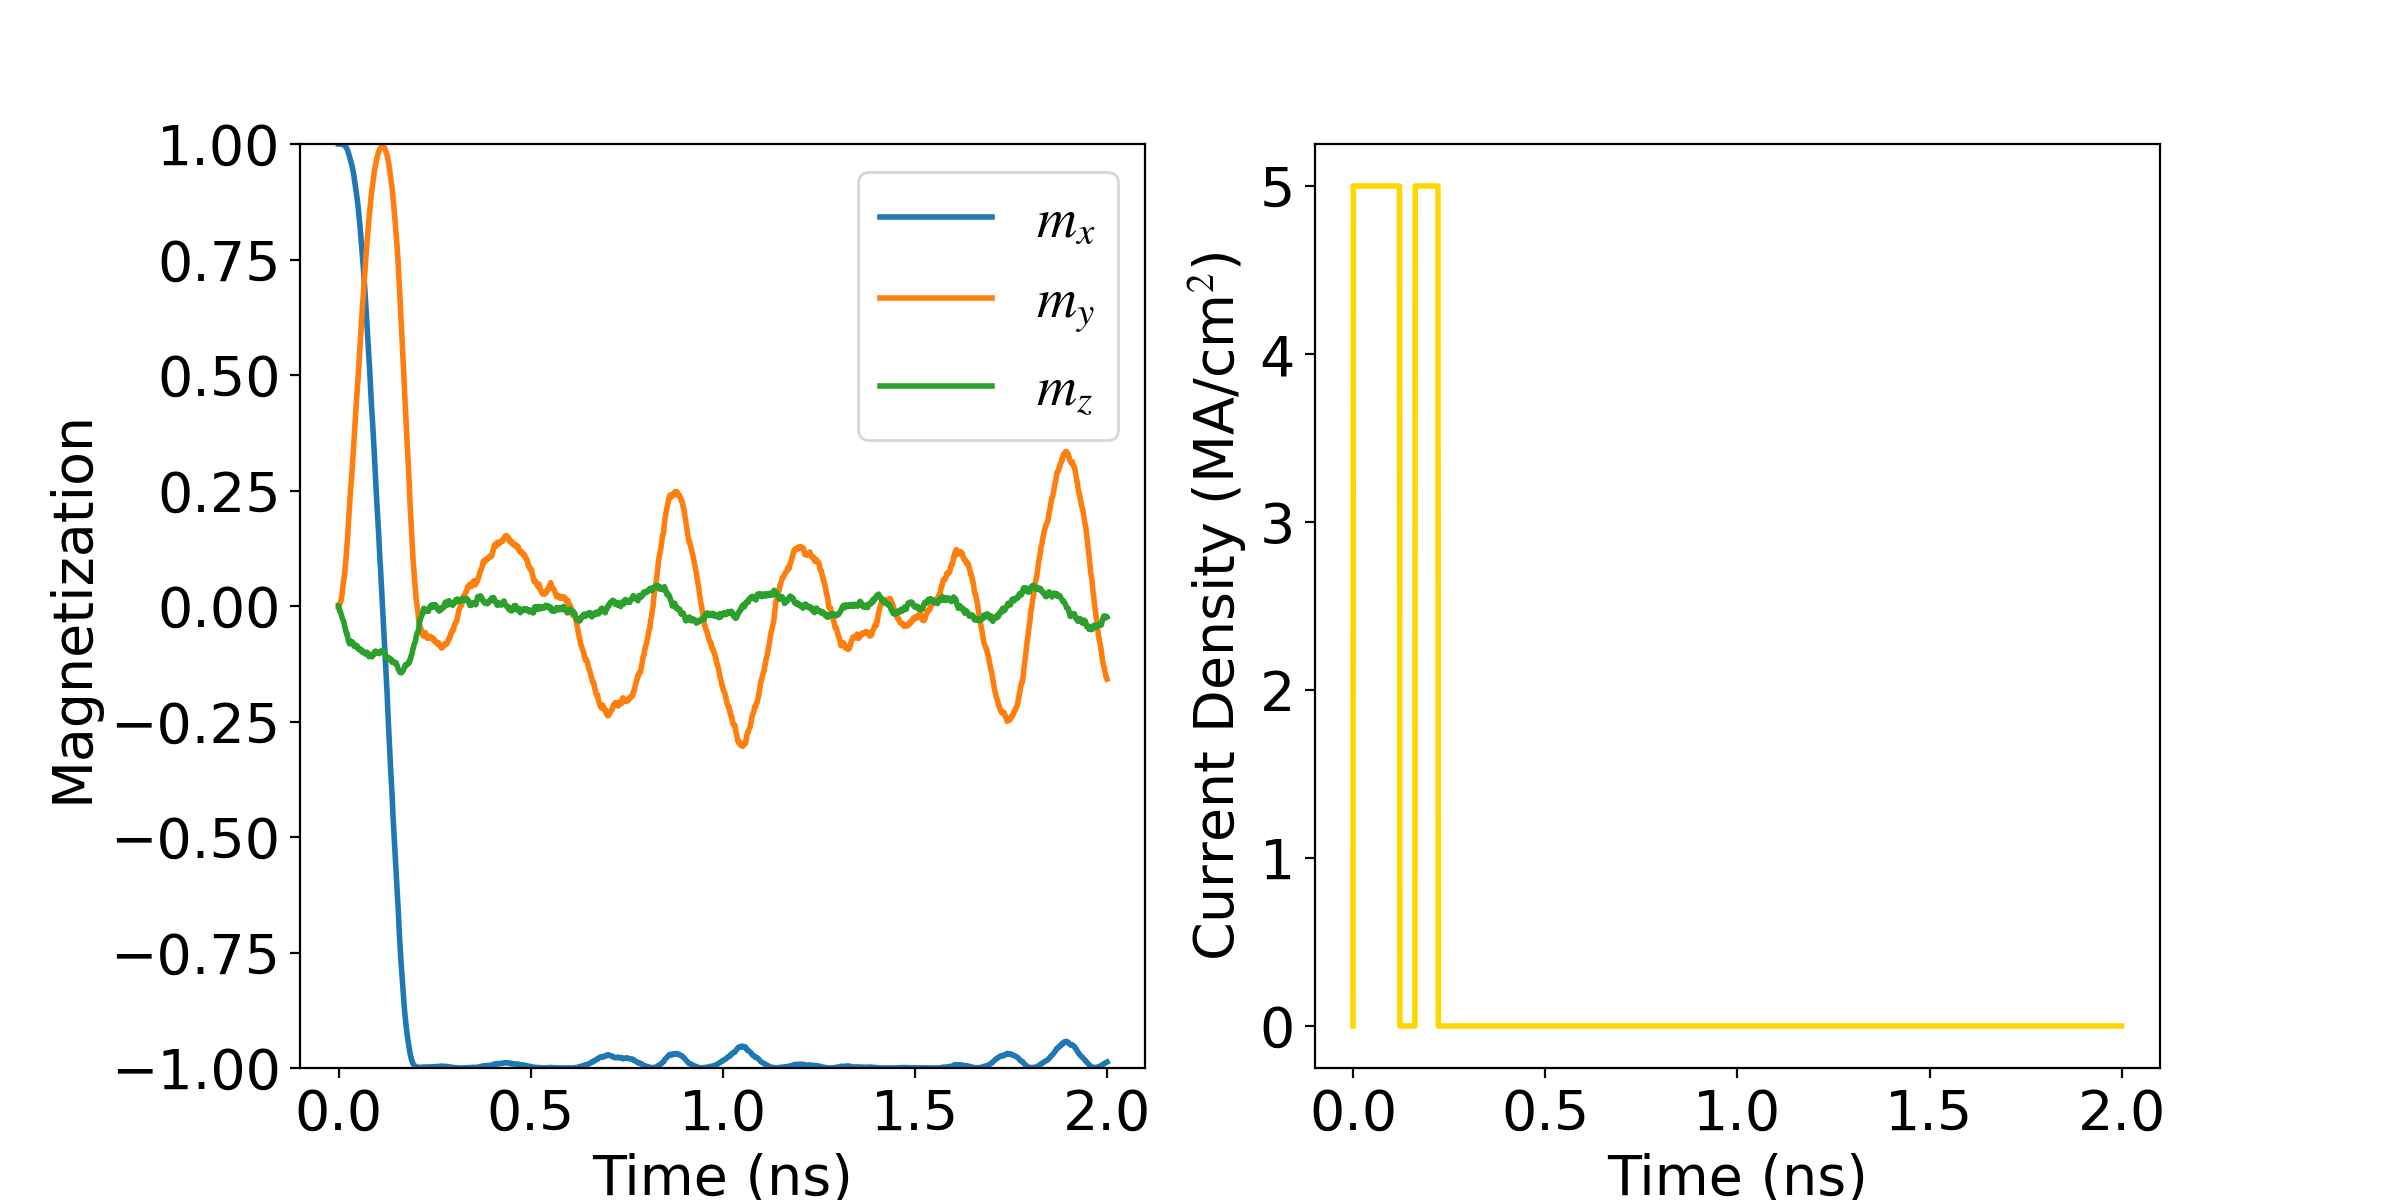 Magnetization
1.00
0.75
0.50
0.25
0.00
−0.25
−0.50
−0.75
−1.00
0.0 0.5 1.0 1.5 2.0
Time (ns)
m_x
m_y
m_z
Current Density (MA/cm²)
5
4
3
2
1
0
0.0 0.5 1.0 1.5 2.0
Time (ns)